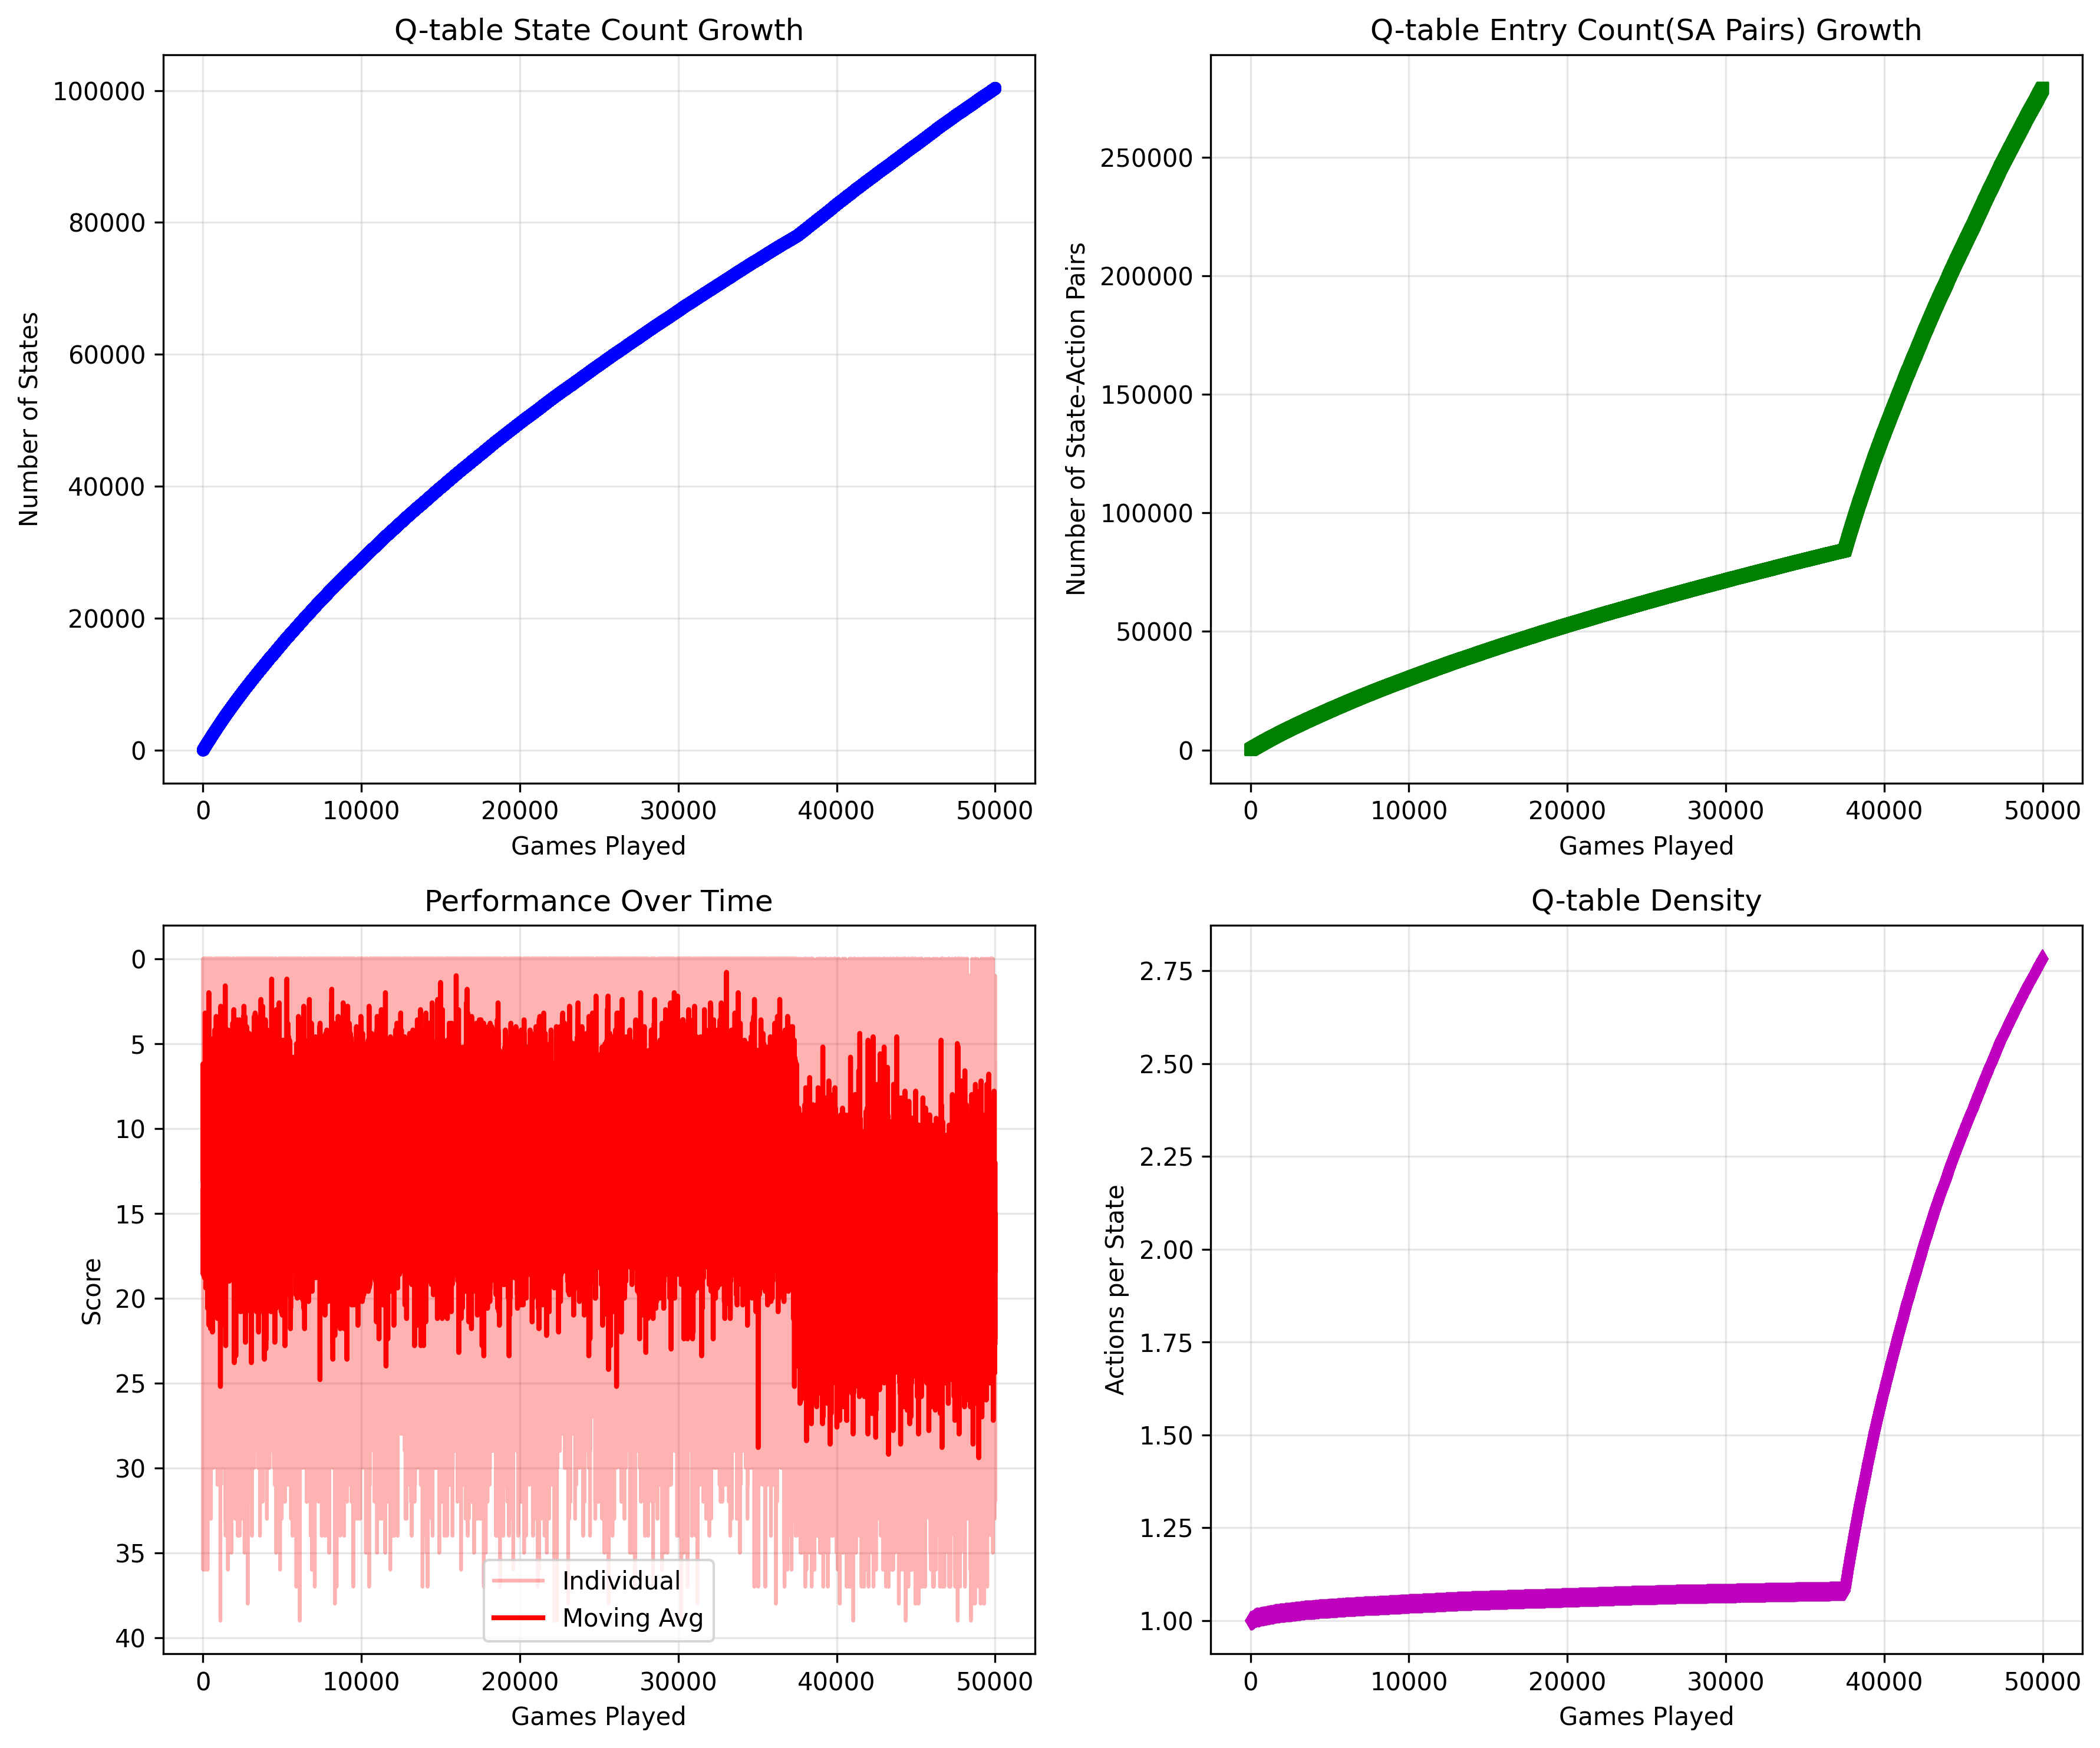 Q-table State Count Growth
100000
80000
60000
40000
20000
0
Number of States
0 10000 20000 30000 40000 50000
Games Played
Q-table Entry Count(SA Pairs) Growth
250000
200000
150000
100000
50000
0
Number of State-Action Pairs
0 10000 20000 30000 40000 50000
Games Played
Performance Over Time
0
5
10
15
20
25
30
35
40
Score
Individual
Moving Avg
0 10000 20000 30000 40000 50000
Games Played
Q-table Density
2.75
2.50
2.25
2.00
1.75
1.50
1.25
1.00
Actions per State
0 10000 20000 30000 40000 50000
Games Played